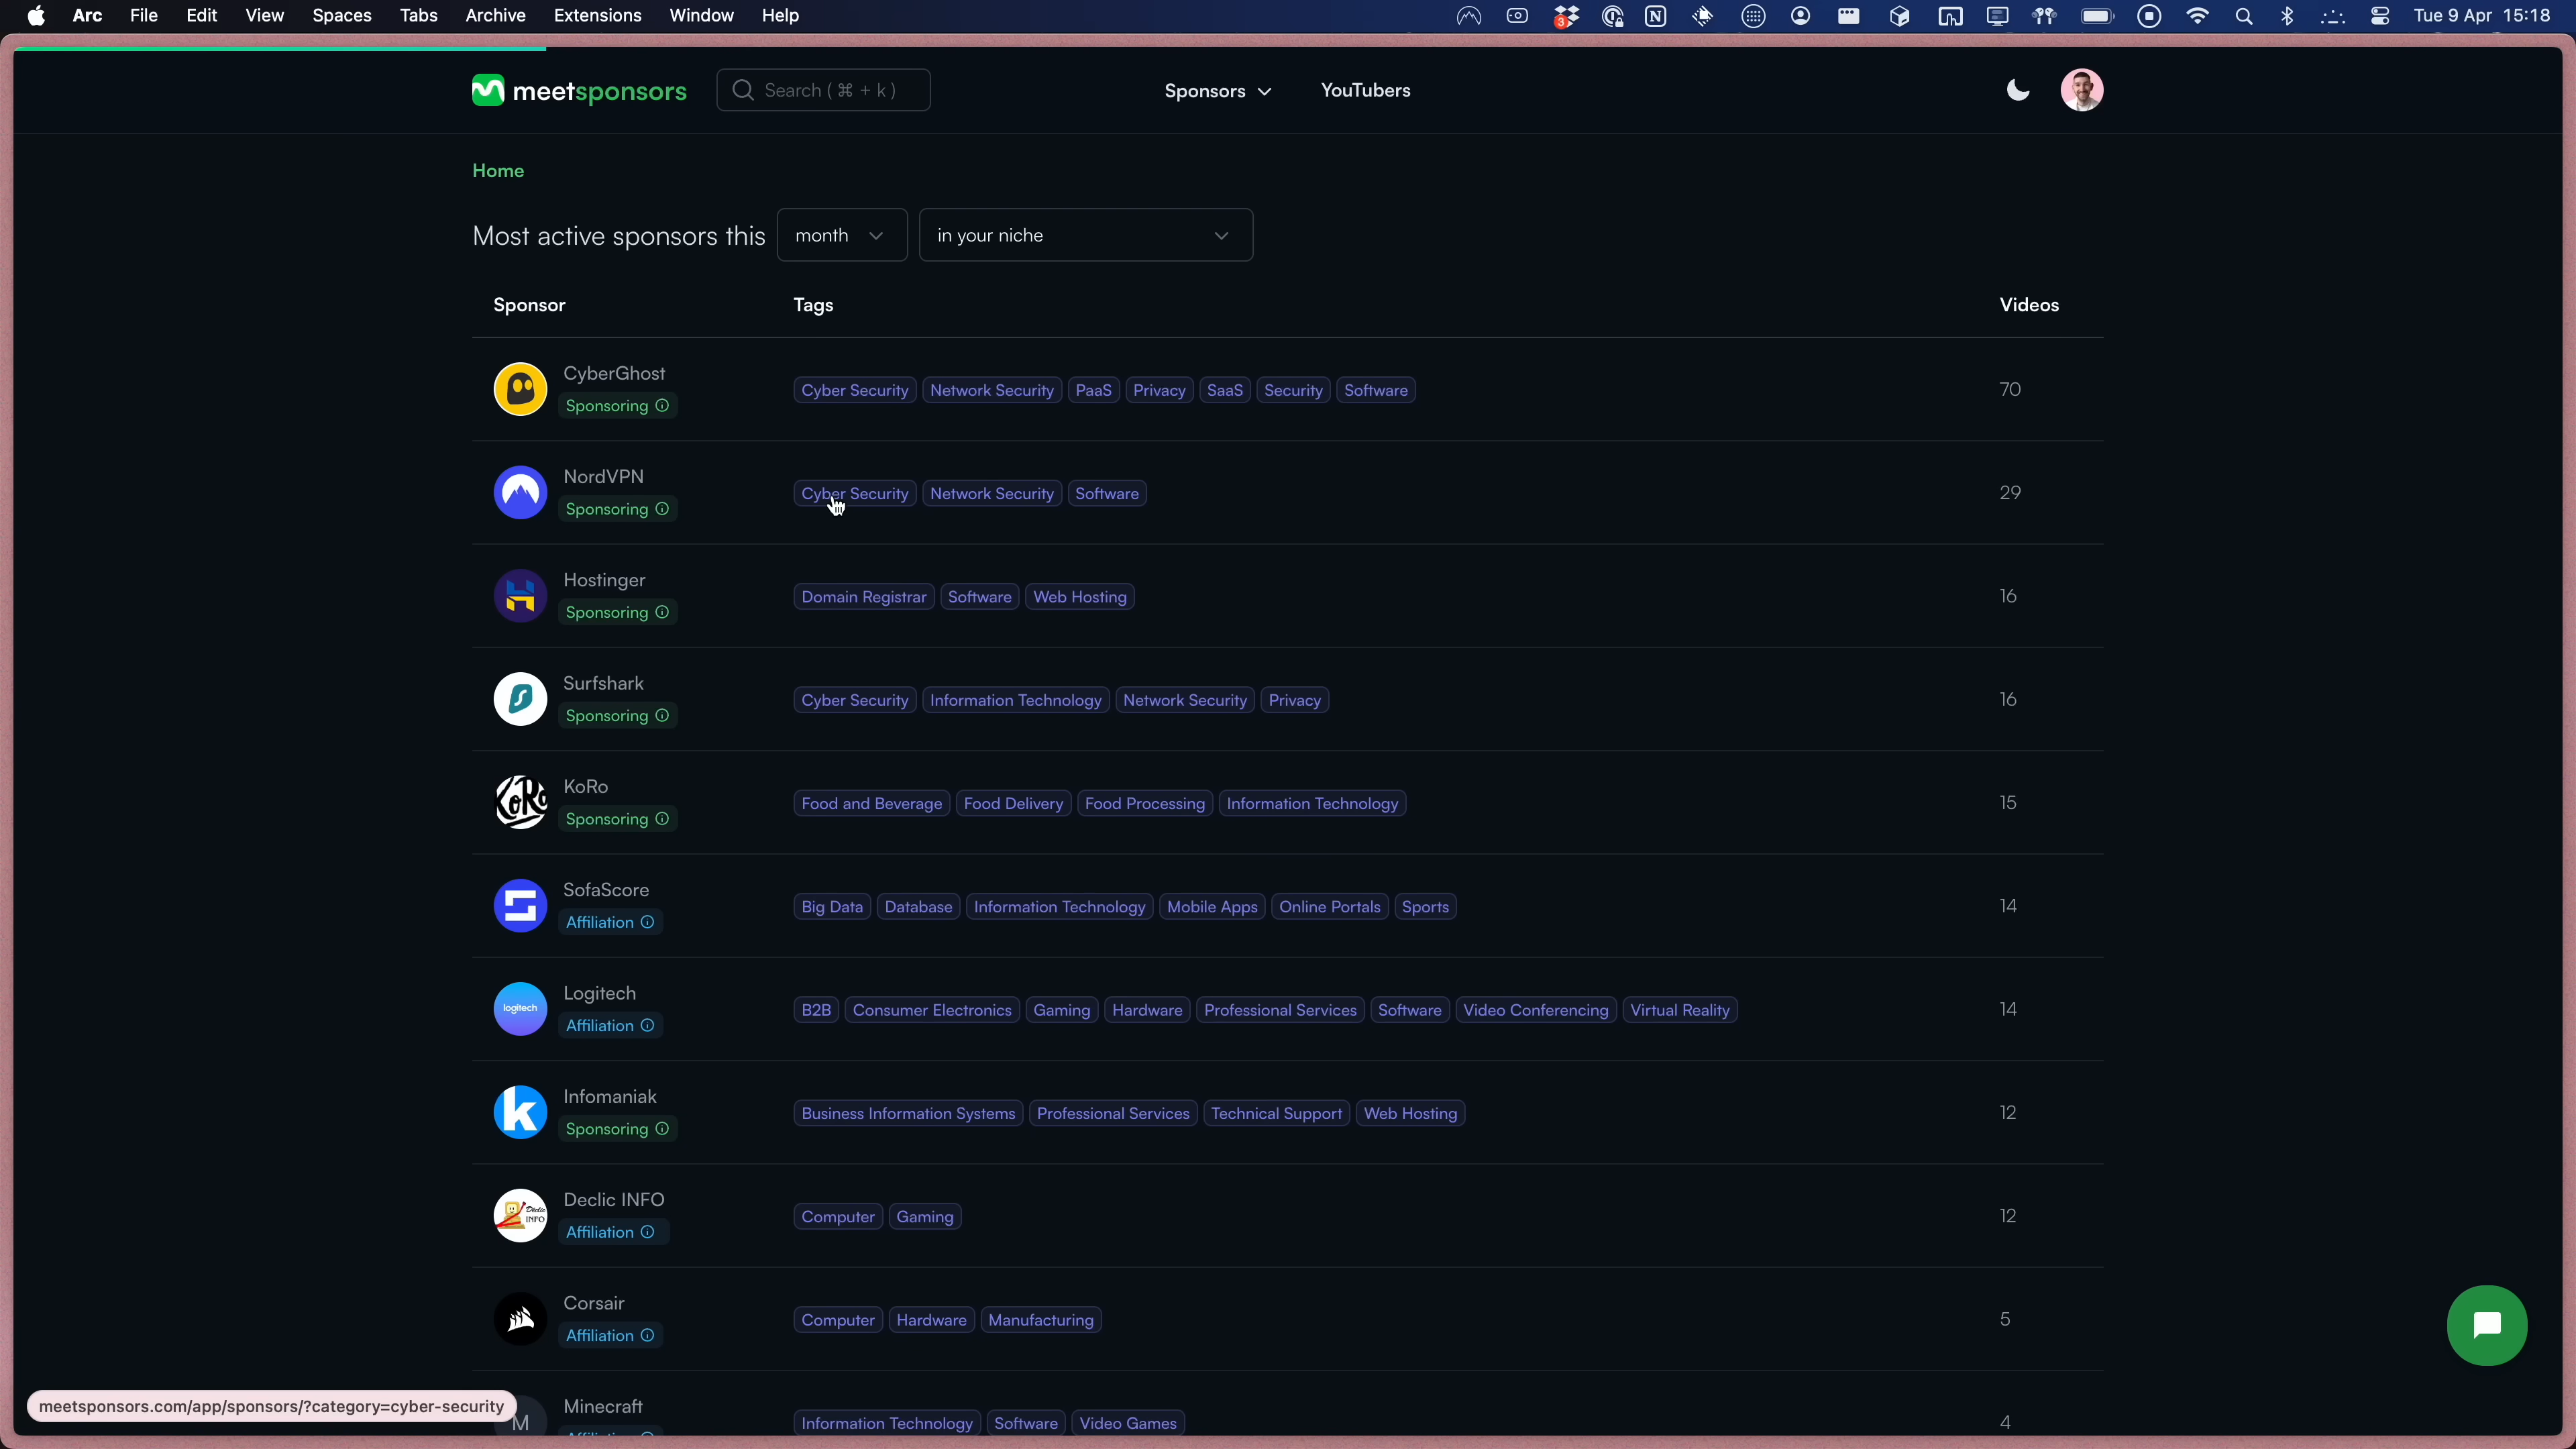 Arc File Edit View Spaces Tabs Archive Extensions Window Help 3 Tue 9 Apr 15:18
meetsponsors Search ( ⌘ + k ) Sponsors YouTubers
Home
Most active sponsors this month in your niche
Sponsor Tags Videos
CyberGhost
Sponsoring
Cyber Security Network Security PaaS Privacy SaaS Security Software 70
NordVPN
Sponsoring
Cyber Security Network Security Software 29
Hostinger
Sponsoring
Domain Registrar Software Web Hosting 16
Surfshark
Sponsoring
Cyber Security Information Technology Network Security Privacy 16
KoRo
KoRo
Sponsoring
Food and Beverage Food Delivery Food Processing Information Technology 15
SofaScore
Affiliation
Big Data Database Information Technology Mobile Apps Online Portals Sports 14
logitech
Logitech
Affiliation
B2B Consumer Electronics Gaming Hardware Professional Services Software Video Conferencing Virtual Reality 14
k
Infomaniak
Sponsoring
Business Information Systems Professional Services Technical Support Web Hosting 12
Déclic
INFO
Declic INFO
Affiliation
Computer Gaming 12
Corsair
Affiliation
Computer Hardware Manufacturing 5
meetsponsors.com/app/sponsors/?category=cyber-security
M
Minecraft
Information Technology Software Video Games 4